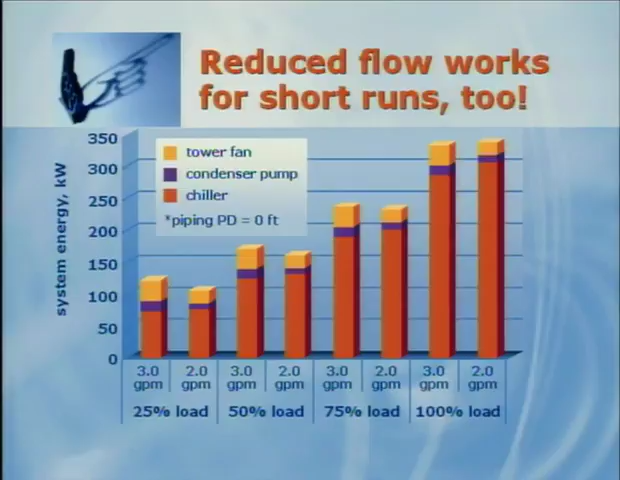 Reduced flow works
for short runs, too!
350
300
250
200
150
100
50
0
system energy, kW
tower fan
condenser pump
chiller
*piping PD = 0 ft
3.0 gpm
2.0 gpm
3.0 gpm
2.0 gpm
3.0 gpm
2.0 gpm
3.0 gpm
2.0 gpm
25% load
50% load
75% load
100% load